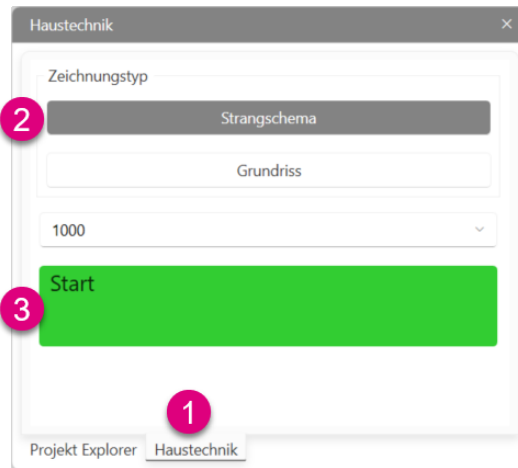 Haustechnik
Zeichnungstyp
2 Strangschema
Grundriss
1000
Start
3
1
Projekt Explorer Haustechnik